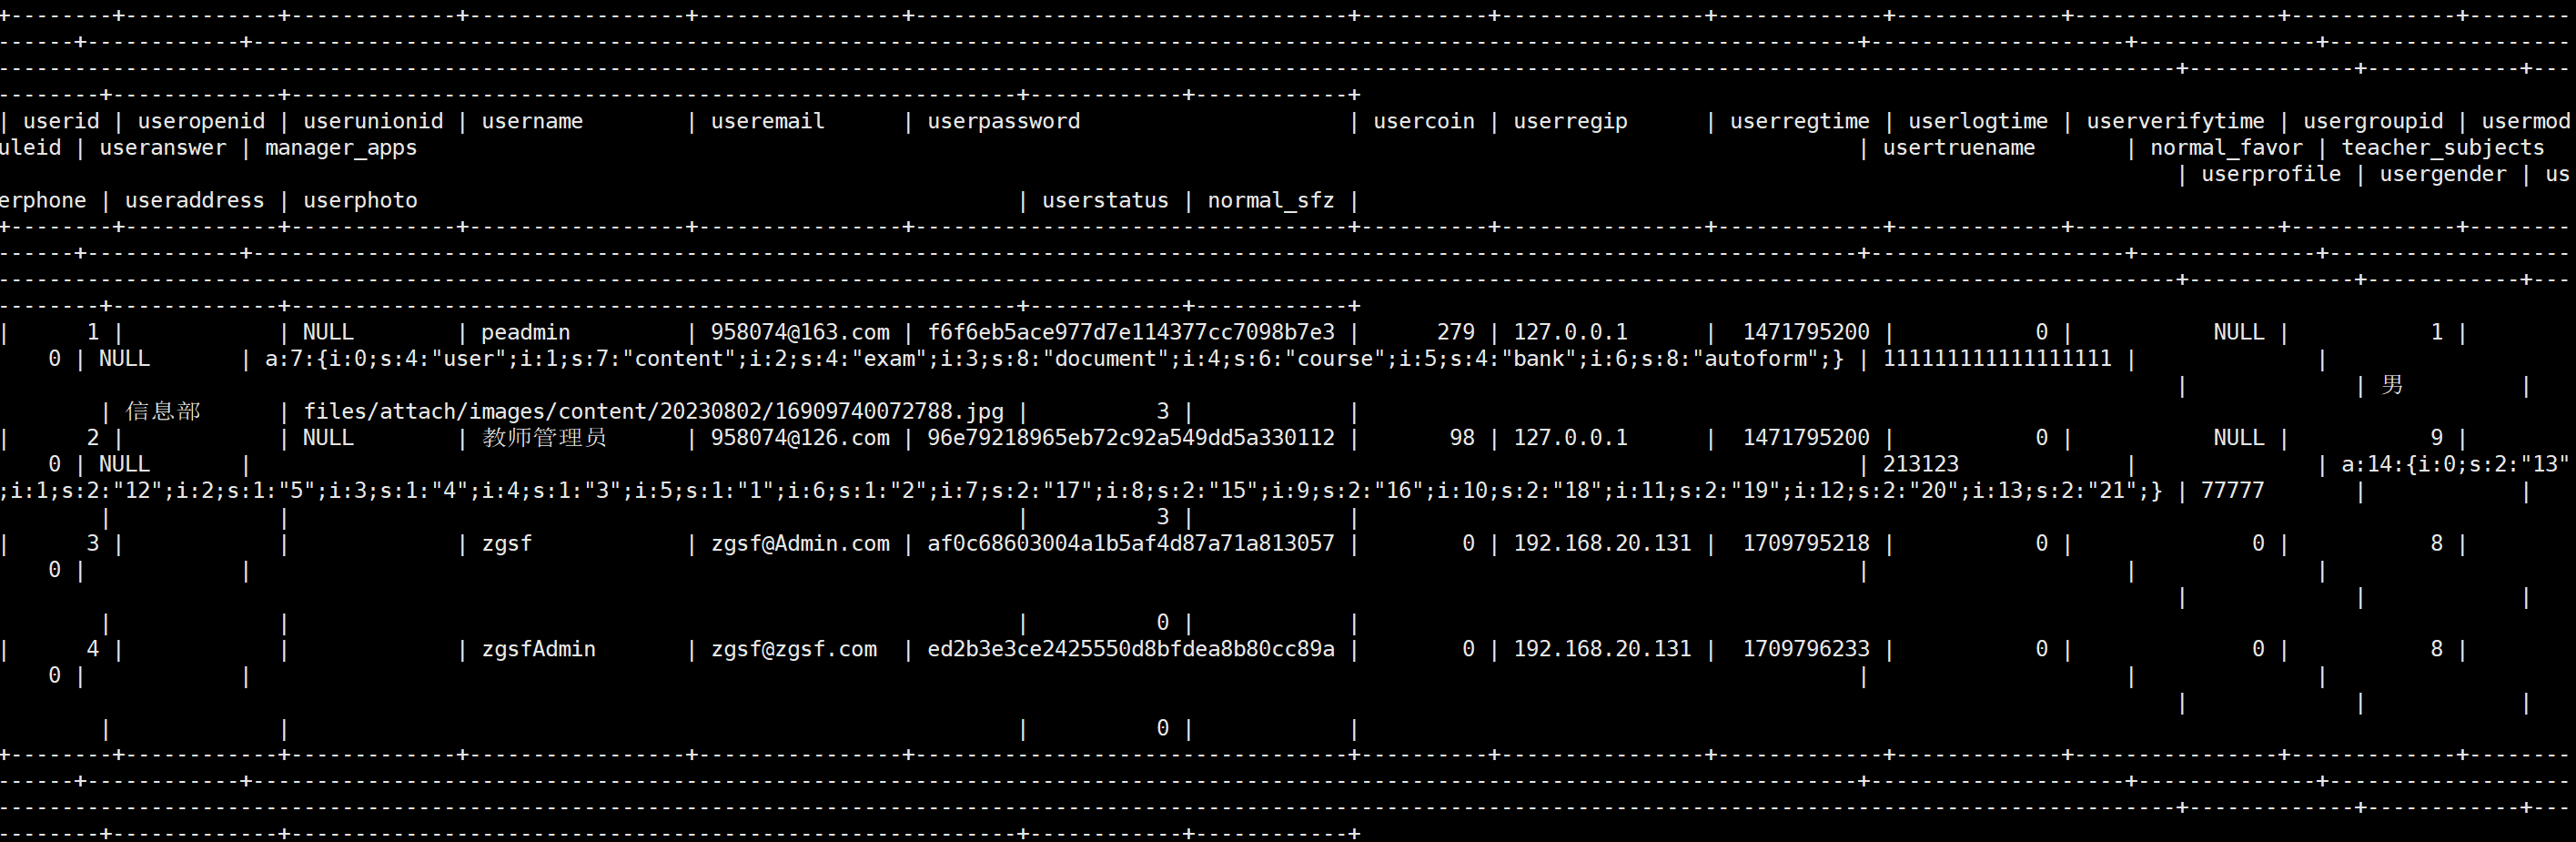 | userid | useropenid | userunionid | username | useremail | userpassword | usercoin | userregip | userregtime | userlogtime | userverifytime | usergroupid | usermod
uleid | useranswer | manager_apps | usertruename | normal_favor | teacher_subjects
| userprofile | usergender | us
erphone | useraddress | userphoto | userstatus | normal_sfz |
| 1 | | NULL | peadmin | 958074@163.com | f6f6eb5ace977d7e114377cc7098b7e3 | 279 | 127.0.0.1 | 1471795200 | 0 | NULL | 1 |
0 | NULL | a:7:{i:0;s:4:"user";i:1;s:7:"content";i:2;s:4:"exam";i:3;s:8:"document";i:4;s:6:"course";i:5;s:4:"bank";i:6;s:8:"autoform";} | 111111111111111111 | |
| | 男 |
| 信息部 | files/attach/images/content/20230802/16909740072788.jpg | 3 | |
| 2 | | NULL | 教师管理员 | 958074@126.com | 96e79218965eb72c92a549dd5a330112 | 98 | 127.0.0.1 | 1471795200 | 0 | NULL | 9 |
0 | NULL | | 213123 | | a:14:{i:0;s:2:"13"
;i:1;s:2:"12";i:2;s:1:"5";i:3;s:1:"4";i:4;s:1:"3";i:5;s:1:"1";i:6;s:1:"2";i:7;s:2:"17";i:8;s:2:"15";i:9;s:2:"16";i:10;s:2:"18";i:11;s:2:"19";i:12;s:2:"20";i:13;s:2:"21";} | 77777 | |
| | | 3 | |
| 3 | | | zgsf | zgsf@Admin.com | af0c68603004a1b5af4d87a71a813057 | 0 | 192.168.20.131 | 1709795218 | 0 | 0 | 8 |
0 | | | | |
| | |
| | | 0 | |
| 4 | | | zgsfAdmin | zgsf@zgsf.com | ed2b3e3ce2425550d8bfdea8b80cc89a | 0 | 192.168.20.131 | 1709796233 | 0 | 0 | 8 |
0 | | | | |
| | |
| | | 0 | |